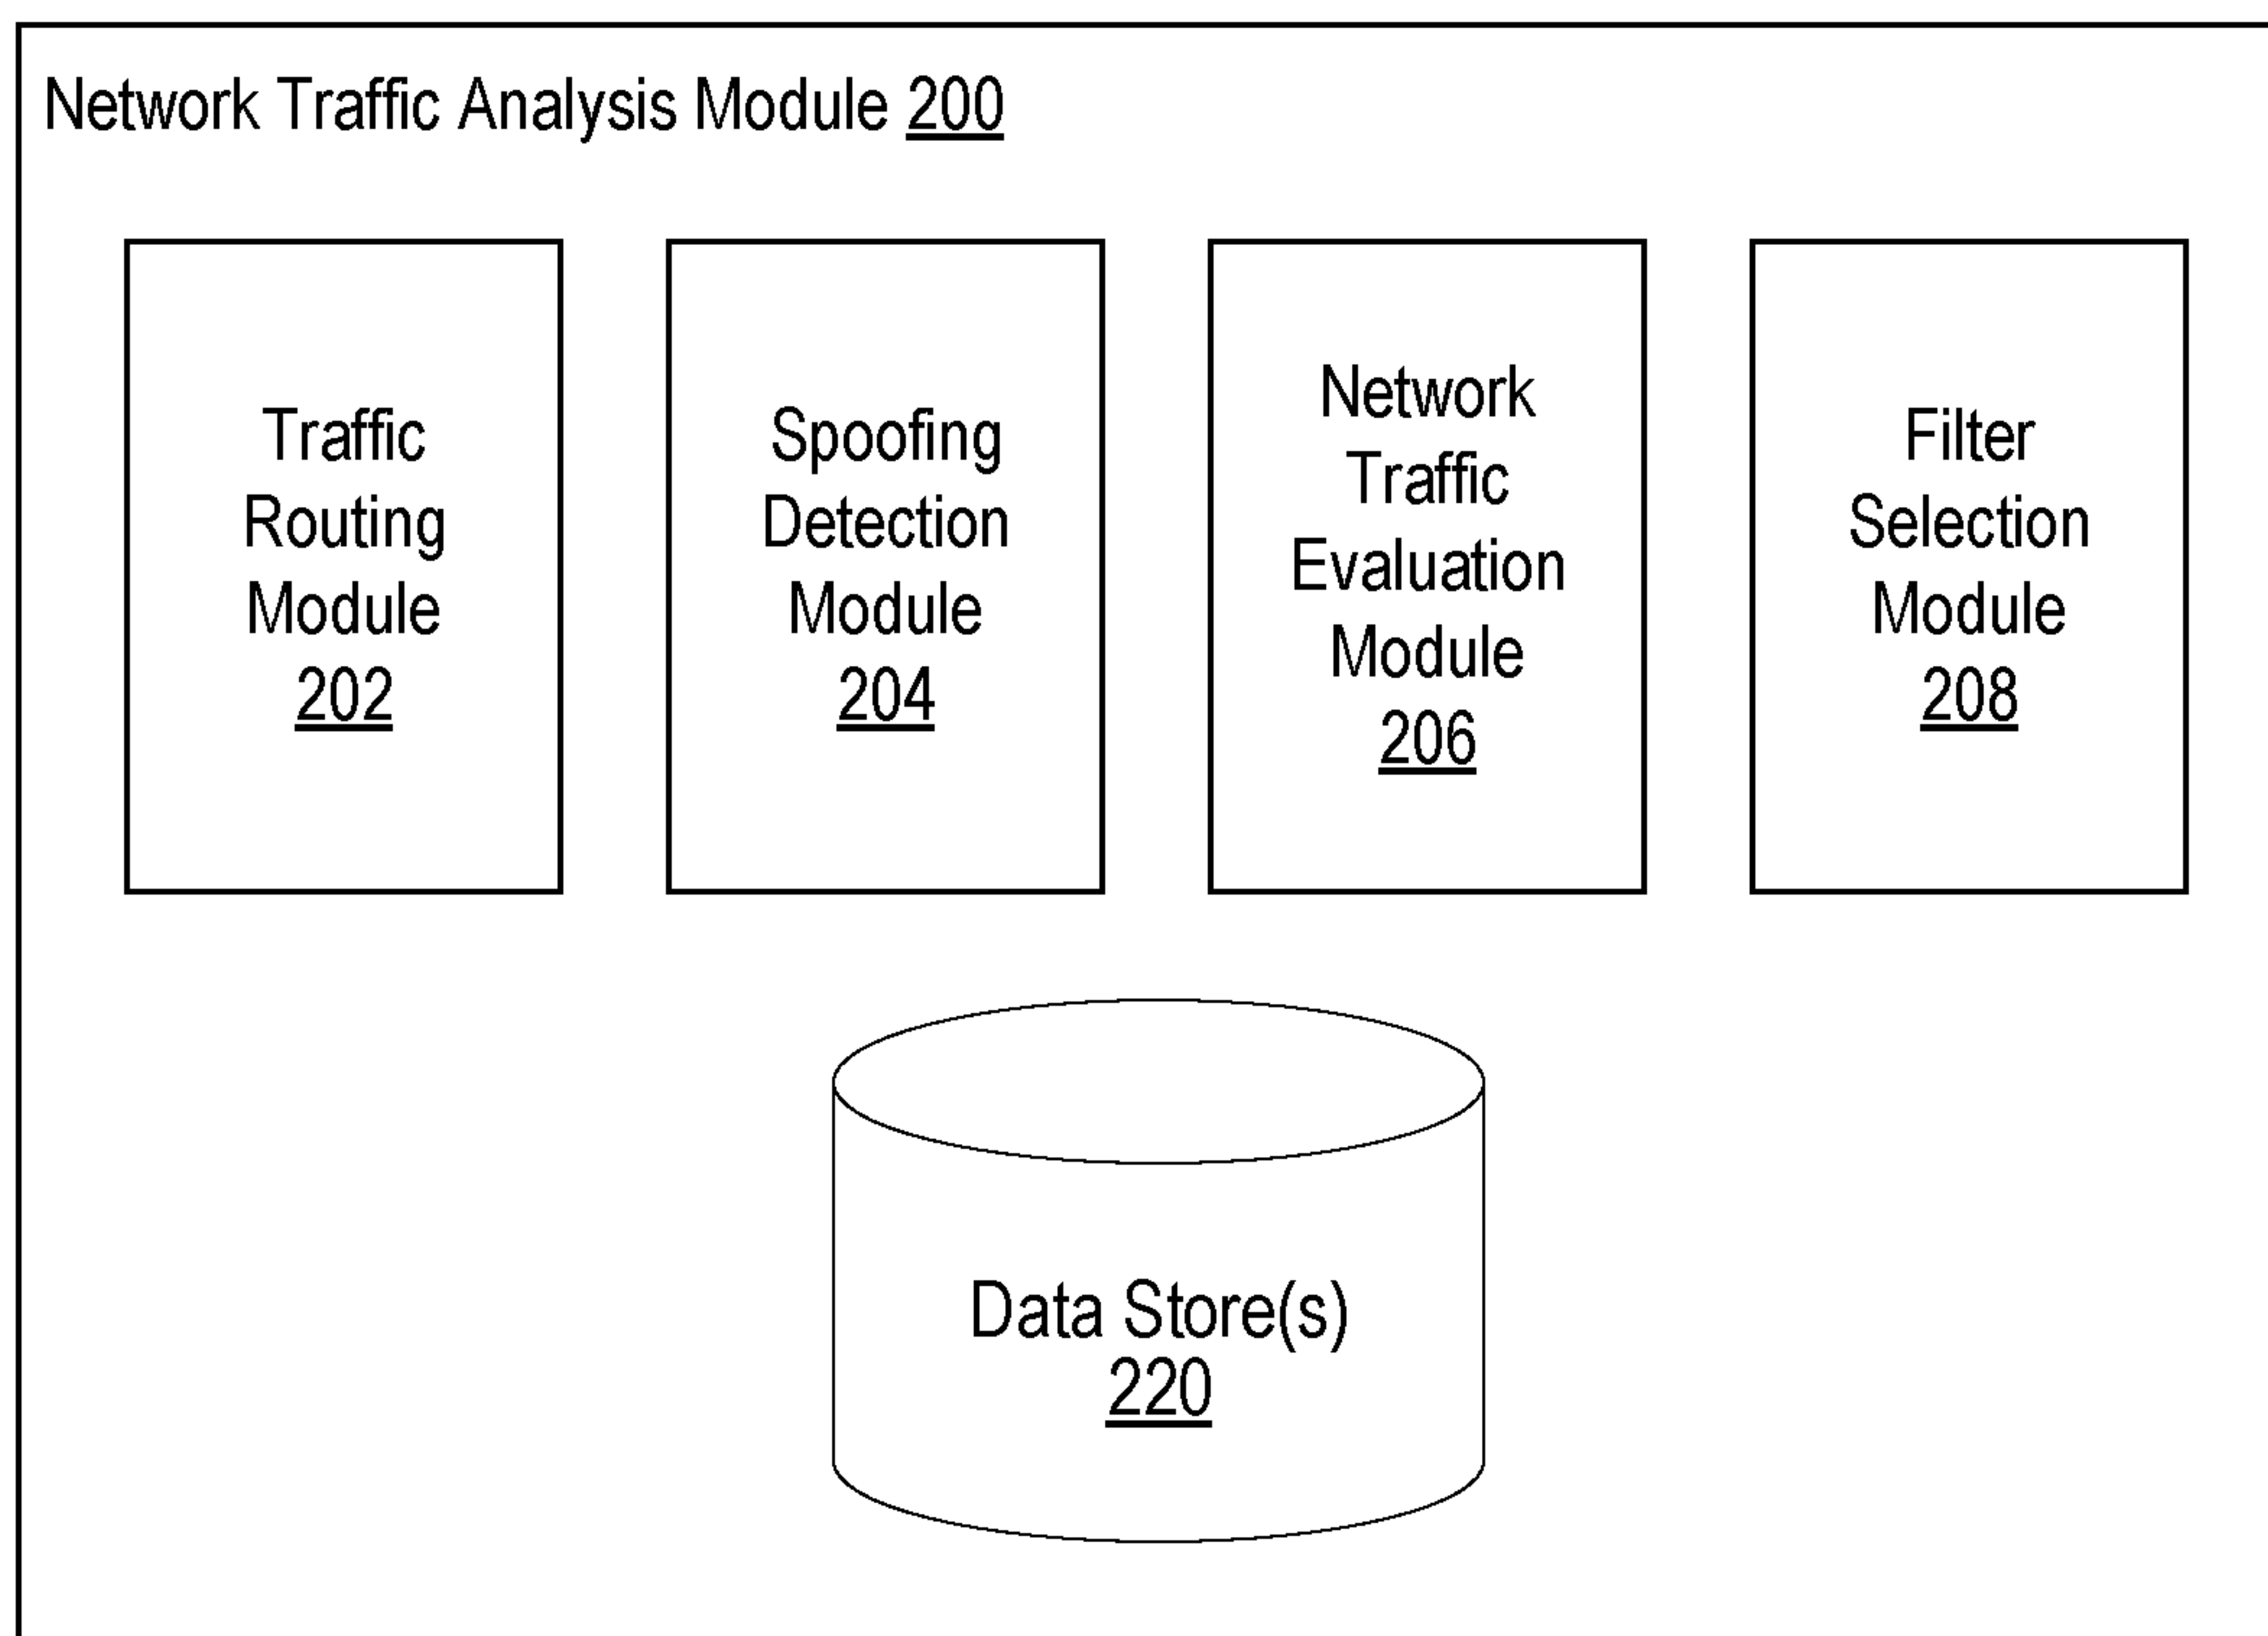 Network Traffic Analysis Module 200
Traffic
Routing
Module
202
Spoofing
Detection
Module
204
Network
Traffic
Evaluation
Module
206
Filter
Selection
Module
208
Data Store(s)
220